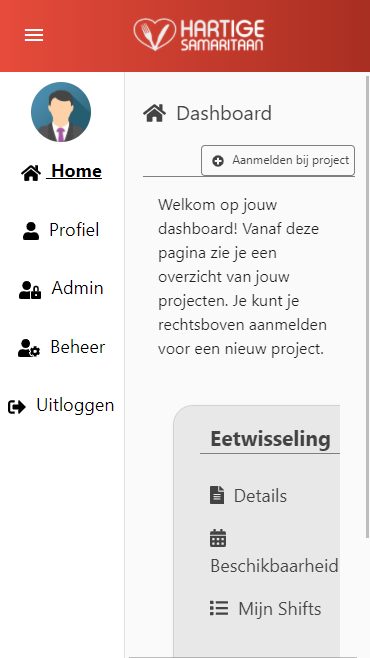 HARTIGE
SAMARITAAN
Home
Profiel
Admin
Beheer
Uitloggen
Dashboard
Aanmelden bij project
Welkom op jouw
dashboard! Vanaf deze
pagina zie je een
overzicht van jouw
projecten. Je kunt je
rechtsboven aanmelden
voor een nieuw project.
Eetwisseling
Details
Beschikbaarheid
Mijn Shifts